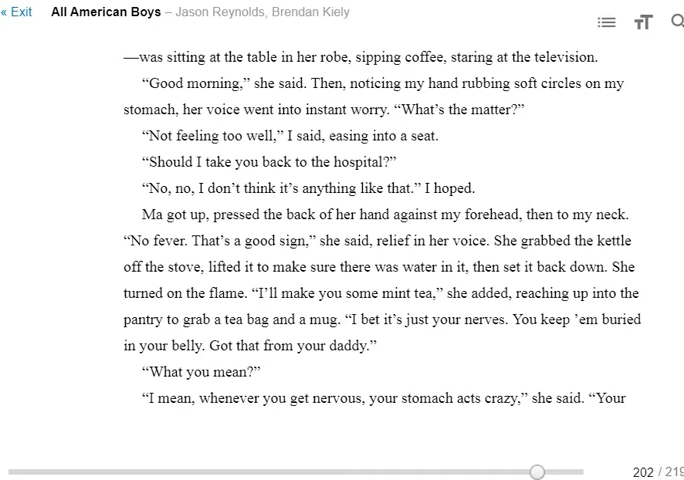 « Exit All American Boys – Jason Reynolds, Brendan Kiely
—was sitting at the table in her robe, sipping coffee, staring at the television.
“Good morning,” she said. Then, noticing my hand rubbing soft circles on my
stomach, her voice went into instant worry. “What’s the matter?”
“Not feeling too well,” I said, easing into a seat.
“Should I take you back to the hospital?”
“No, no, I don’t think it’s anything like that.” I hoped.
Ma got up, pressed the back of her hand against my forehead, then to my neck.
“No fever. That’s a good sign,” she said, relief in her voice. She grabbed the kettle
off the stove, lifted it to make sure there was water in it, then set it back down. She
turned on the flame. “I’ll make you some mint tea,” she added, reaching up into the
pantry to grab a tea bag and a mug. “I bet it’s just your nerves. You keep ’em buried
in your belly. Got that from your daddy.”
“What you mean?”
“I mean, whenever you get nervous, your stomach acts crazy,” she said. “Your
202 / 219